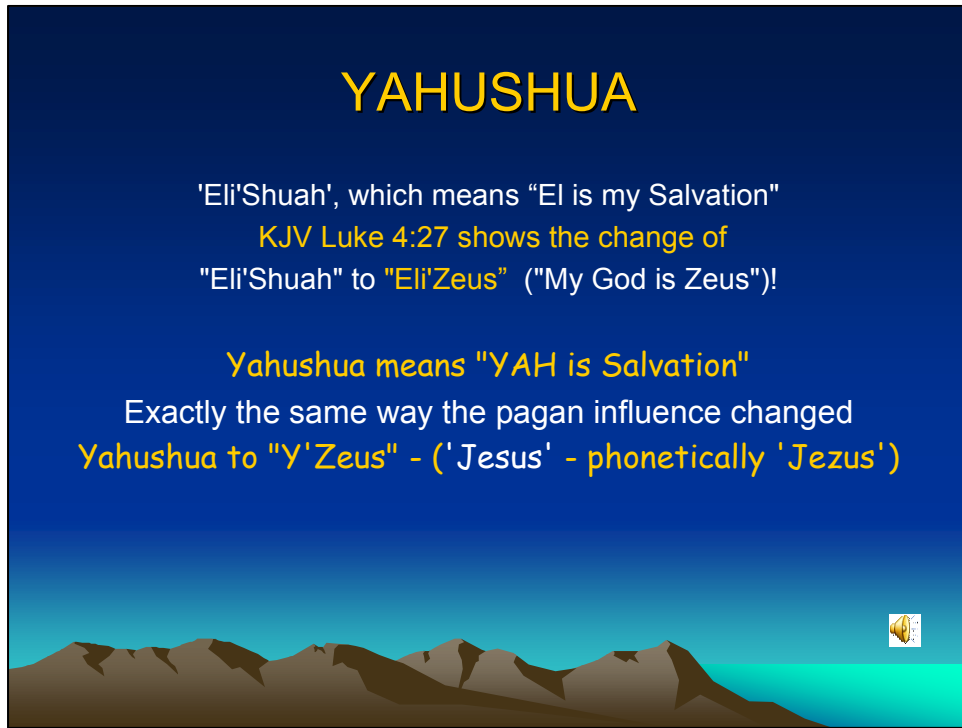 YAHUSHUA
'Eli'Shuah', which means “El is my Salvation"
KJV Luke 4:27 shows the change of
"Eli'Shuah" to "Eli'Zeus” ("My God is Zeus")!
Yahushua means "YAH is Salvation"
Exactly the same way the pagan influence changed
Yahushua to "Y'Zeus" - ('Jesus' - phonetically 'Jezus')